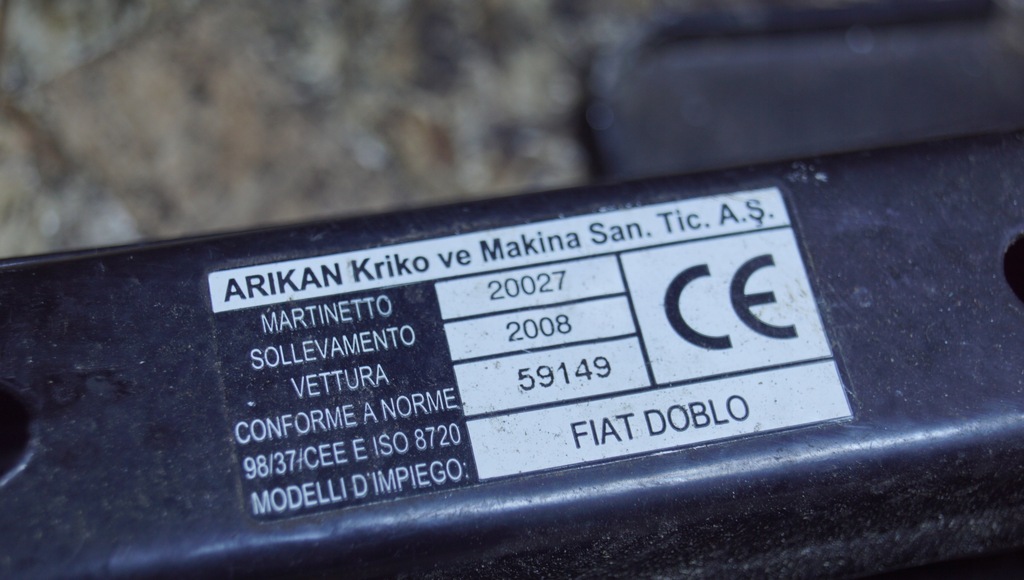 ARIKAN Kriko ve Makina San. Tic. A.Ş.
MARTINETTO
SOLLEVAMENTO
VETTURA
CONFORME A NORME
98/37/CEE E ISO 8720
MODELLI D'IMPIEGO:
20027
2008
59149
CE
FIAT DOBLO